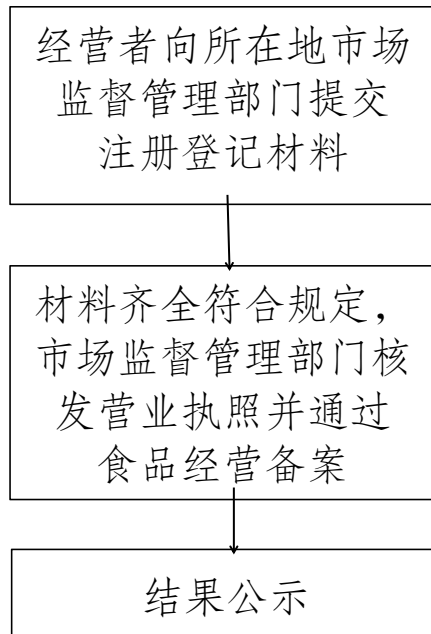 经营者向所在地市场
监督管理部门提交
注册登记材料
材料齐全符合规定，
市场监督管理部门核
发营业执照并通过
食品经营备案
结果公示